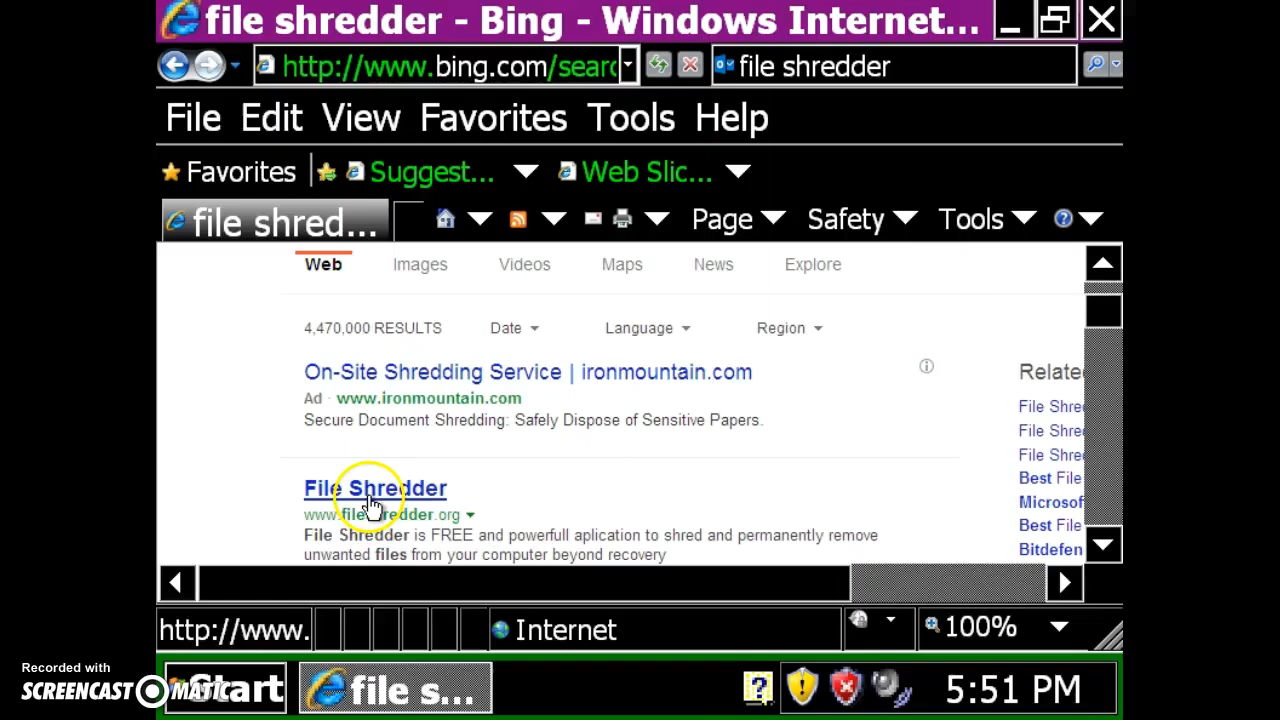 file shredder - Bing - Windows Internet...
http://www.bing.com/searc
file shredder
File Edit View Favorites Tools Help
Favorites Suggest... Web Slic...
file shred... Page Safety Tools
Web Images Videos Maps News Explore
4,470,000 RESULTS Date Language Region
On-Site Shredding Service | ironmountain.com
Ad · www.ironmountain.com
Secure Document Shredding: Safely Dispose of Sensitive Papers.
File Shredder
www.fileshredder.org
File Shredder is FREE and powerfull aplication to shred and permanently remove
unwanted files from your computer beyond recovery
Relate
File Shre
File Shre
File Shre
Best File
Microsof
Best File
Bitdefen
http://www. Internet 100%
Start file s... 5:51 PM
Recorded with
SCREENCAST MATIC